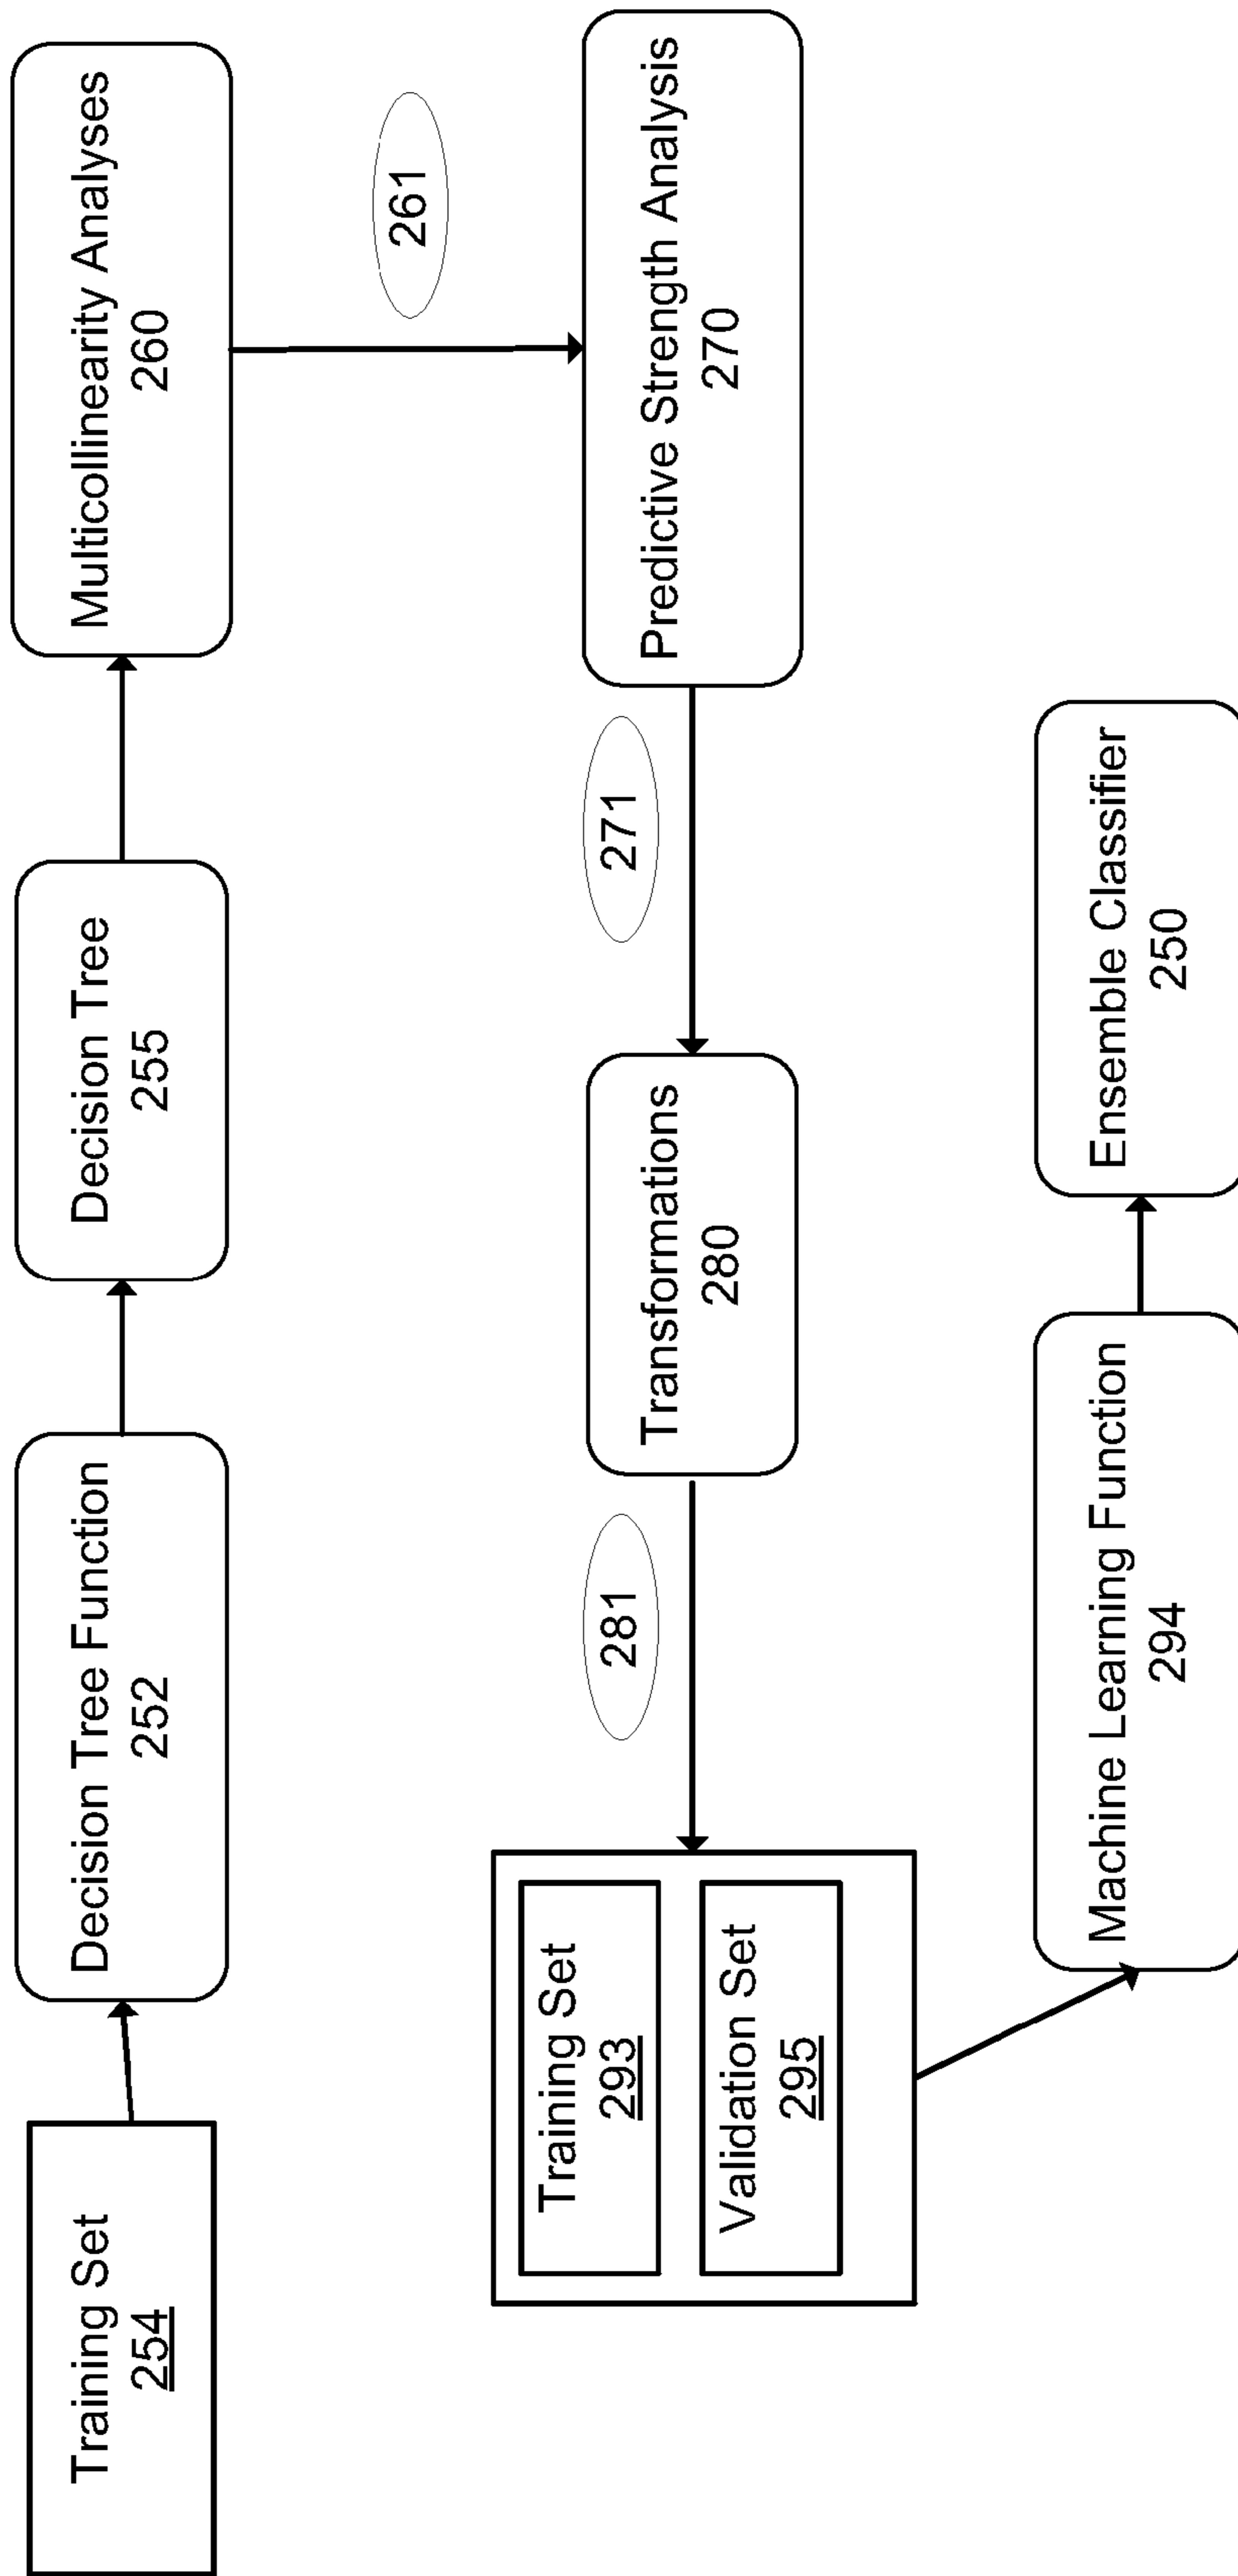 Training Set
254
Decision Tree Function
252
Decision Tree
255
Multicollinearity Analyses
260
261
Predictive Strength Analysis
270
271
Transformations
280
281
Training Set
293
Validation Set
295
Machine Learning Function
294
Ensemble Classifier
250